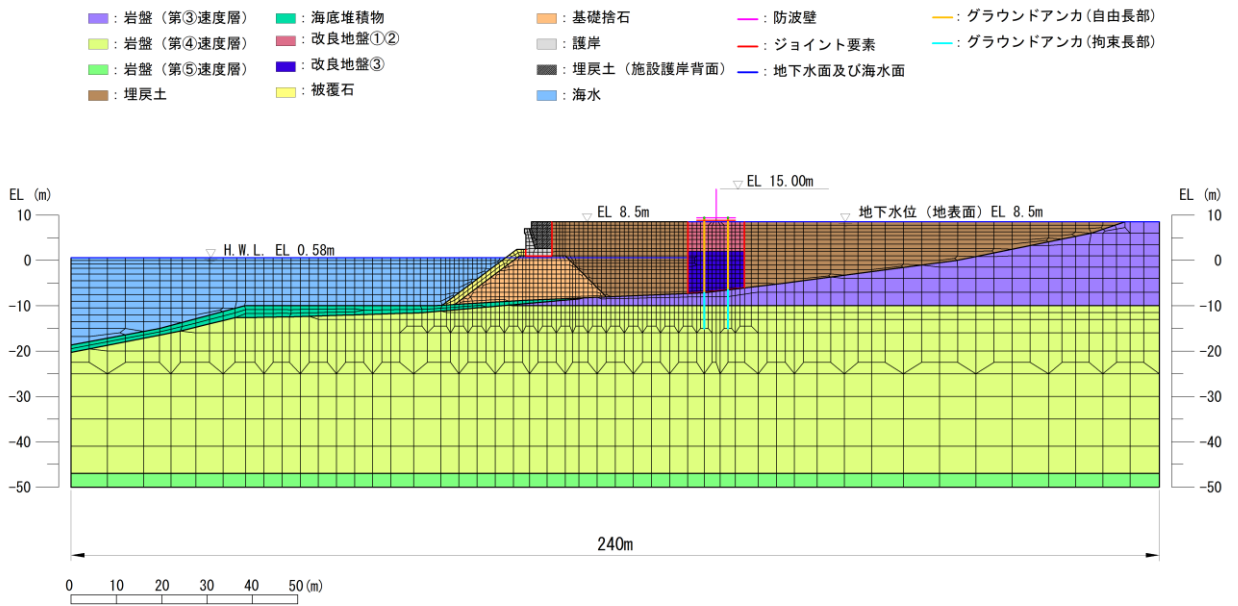 ：岩盤（第③速度層）
：岩盤（第④速度層）
：岩盤（第⑤速度層）
：埋戻土
：海底堆積物
：改良地盤①②
：改良地盤③
：被覆石
：基礎捨石
：護岸
：埋戻土（施設護岸背面）
：海水
：防波壁
：ジョイント要素
：地下水面及び海水面
：グラウンドアンカ(自由長部)
：グラウンドアンカ(拘束長部)
EL 15.00m
EL (m)
EL (m)
EL 8.5m
地下水位（地表面）EL 8.5m
H.W.L. EL 0.58m
10
0
-10
-20
-30
-40
-50
10
0
-10
-20
-30
-40
-50
240m
0 10 20 30 40 50(m)